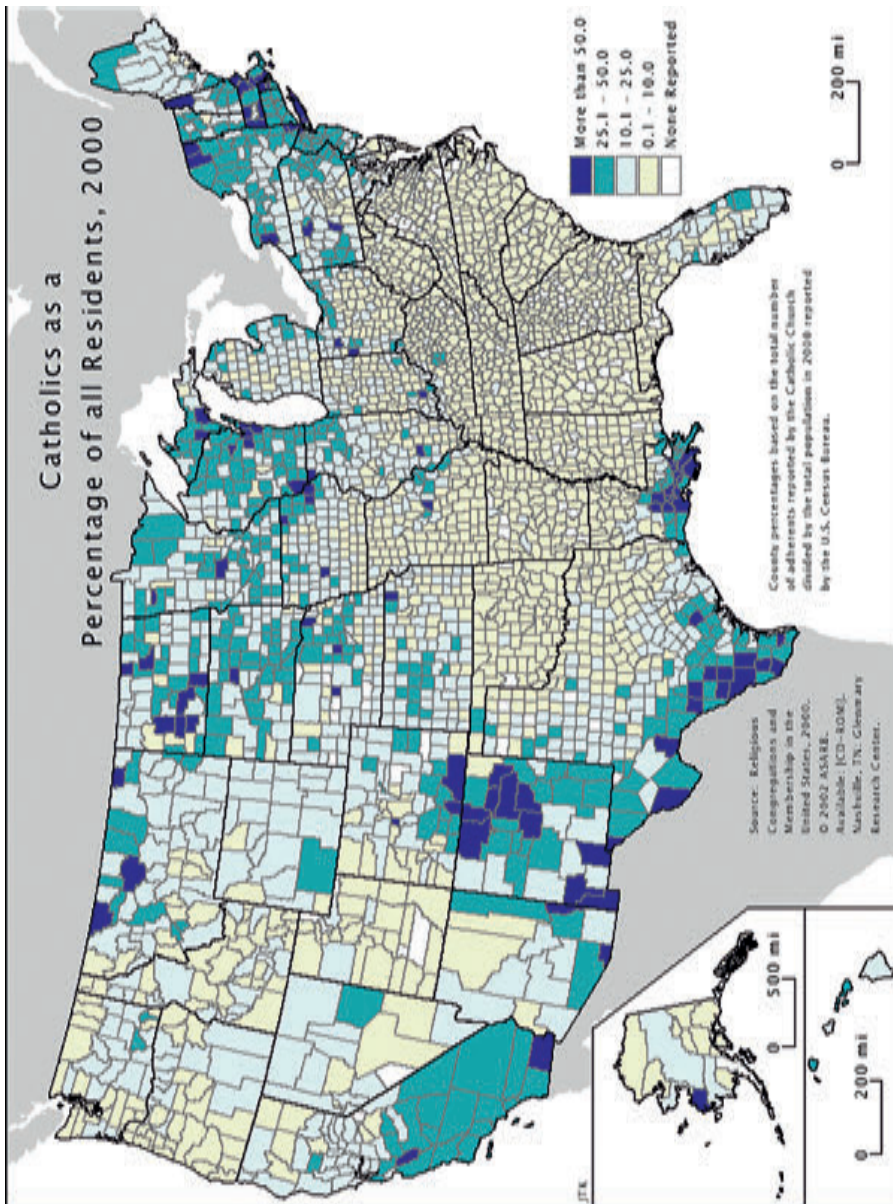 Catholics as a
Percentage of all Residents, 2000
More than 50.0
25.1 - 50.0
10.1 - 25.0
0.1 - 10.0
None Reported
0 200 mi
County percentages based on the total number
of adherents reported by the Catholic Church
divided by the total population in 2000 reported
by the U.S. Census Bureau.
Source: Religious
Congregations and
Membership in the
United States, 2000.
© 2002 ASARB.
Available: [CD-ROM].
Nashville, TN: Glenmary
Research Center.
0 500 mi
0 200 mi
JTK